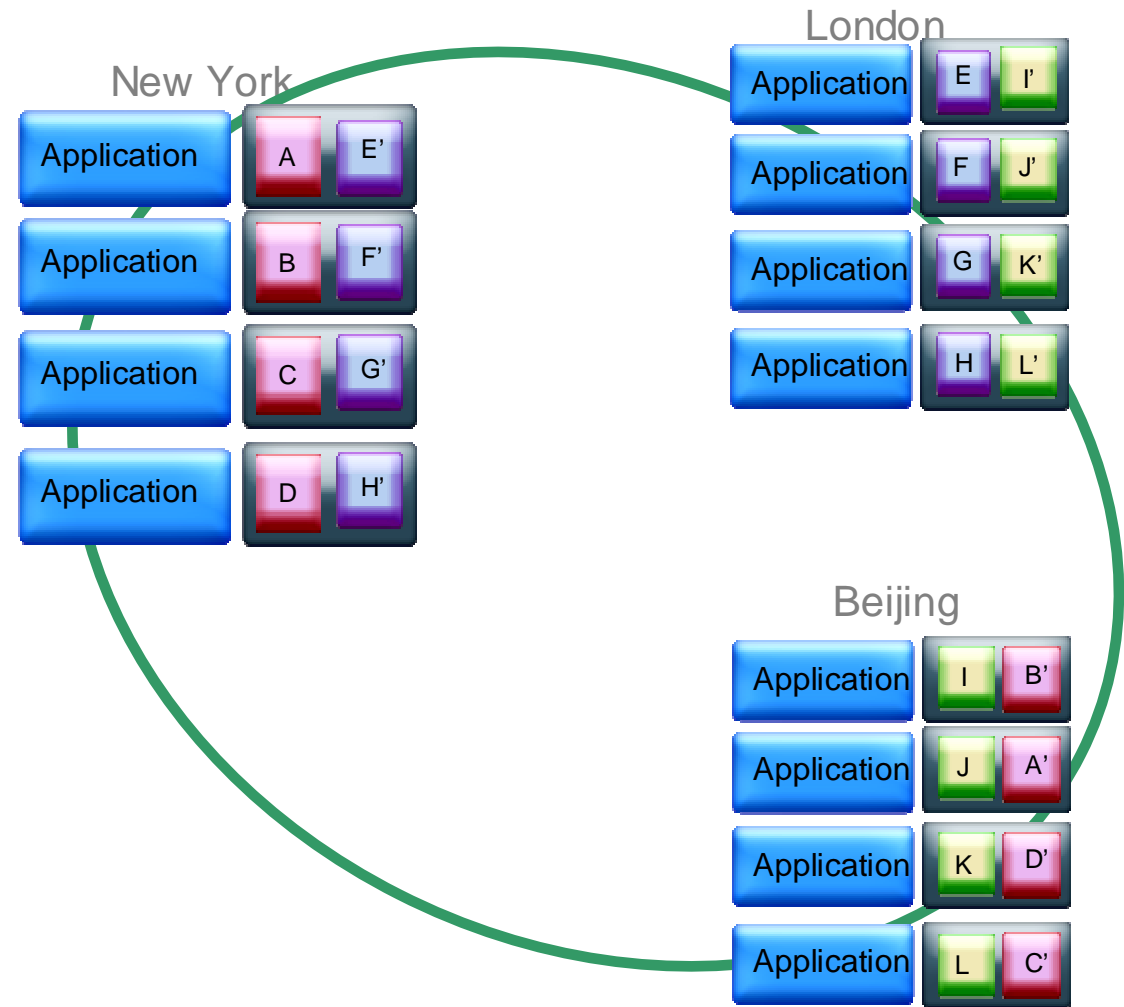 New York
Application A E’
Application B F’
Application C G’
Application D H’
London
Application E I’
Application F J’
Application G K’
Application H L’
Beijing
Application I B’
Application J A’
Application K D’
Application L C’